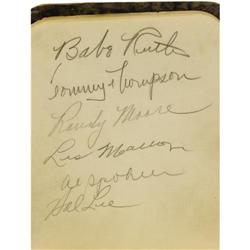 Babe Ruth
Tommy Thompson
Randy Moore
Les Mallon
Al Spohrer
Hal Lee